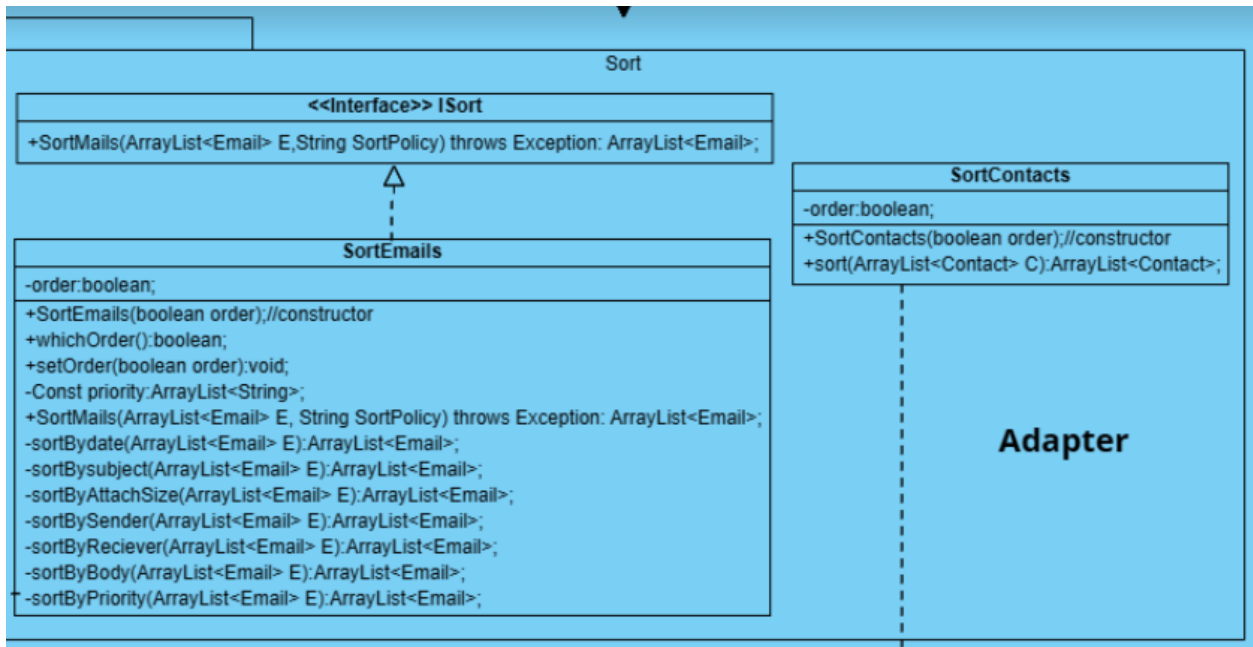 Sort
<<Interface>> ISort
+SortMails(ArrayList<Email> E,String SortPolicy) throws Exception: ArrayList<Email>;
SortContacts
-order:boolean;
+SortContacts(boolean order);//constructor
+sort(ArrayList<Contact> C):ArrayList<Contact>;
SortEmails
-order:boolean;
+SortEmails(boolean order);//constructor
+whichOrder():boolean;
+setOrder(boolean order):void;
-Const priority:ArrayList<String>;
+SortMails(ArrayList<Email> E, String SortPolicy) throws Exception: ArrayList<Email>;
-sortBydate(ArrayList<Email> E):ArrayList<Email>;
-sortBysubject(ArrayList<Email> E):ArrayList<Email>;
-sortByAttachSize(ArrayList<Email> E):ArrayList<Email>;
-sortBySender(ArrayList<Email> E):ArrayList<Email>;
-sortByReciever(ArrayList<Email> E):ArrayList<Email>;
-sortByBody(ArrayList<Email> E):ArrayList<Email>;
-sortByPriority(ArrayList<Email> E):ArrayList<Email>;
Adapter